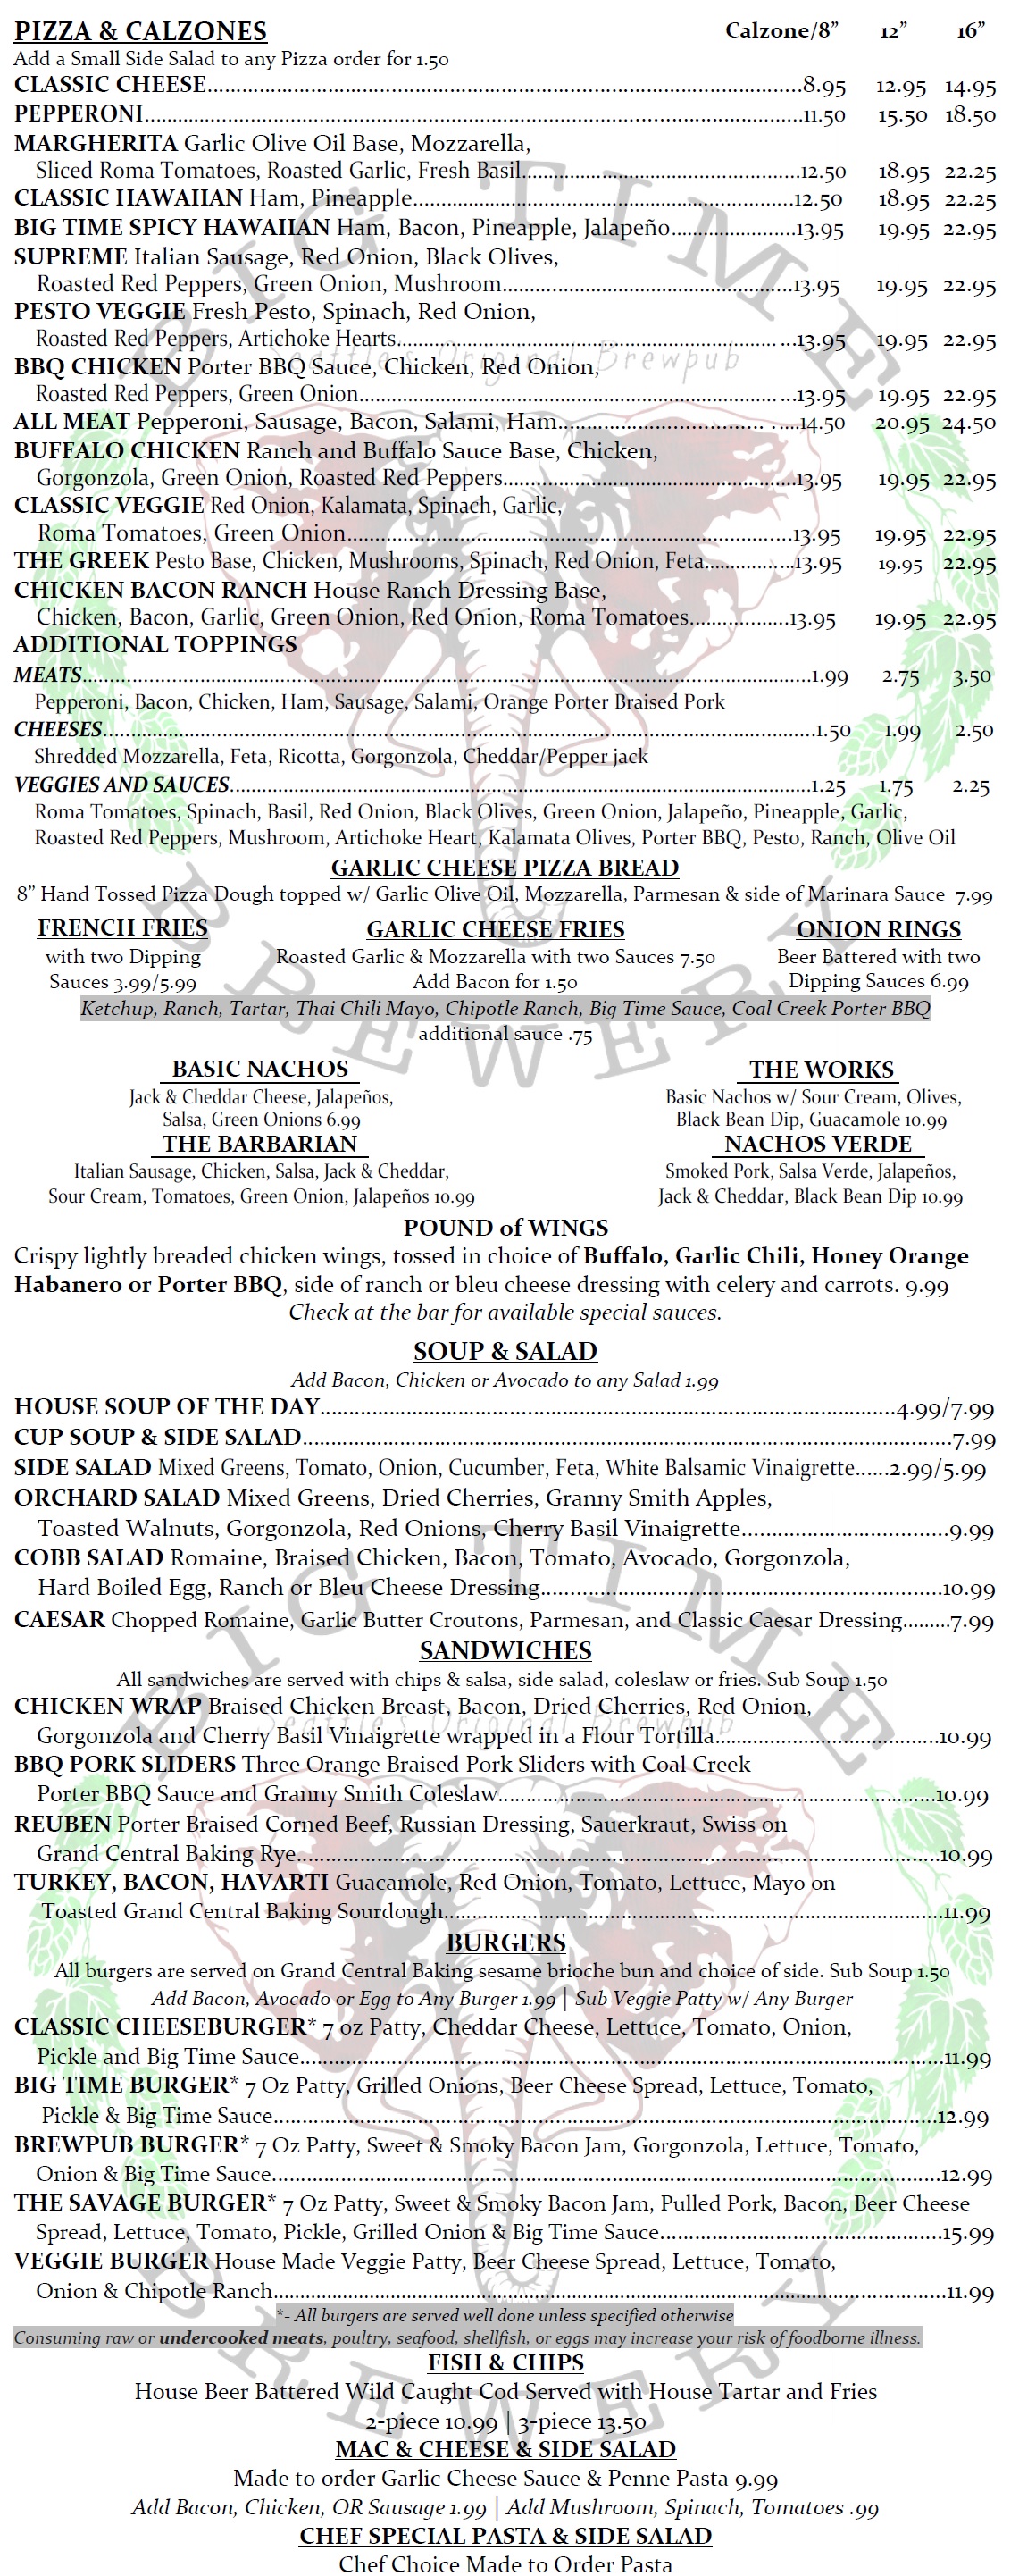 PIZZA & CALZONES Calzone/8” 12” 16”
Add a Small Side Salad to any Pizza order for 1.50
CLASSIC CHEESE...8.95 12.95 14.95
PEPPERONI...11.50 15.50 18.50
MARGHERITA Garlic Olive Oil Base, Mozzarella,
Sliced Roma Tomatoes, Roasted Garlic, Fresh Basil...12.50 18.95 22.25
CLASSIC HAWAIIAN Ham, Pineapple...12.50 18.95 22.25
BIG TIME SPICY HAWAIIAN Ham, Bacon, Pineapple, Jalapeño...13.95 19.95 22.95
SUPREME Italian Sausage, Red Onion, Black Olives,
Roasted Red Peppers, Green Onion, Mushroom...13.95 19.95 22.95
PESTO VEGGIE Fresh Pesto, Spinach, Red Onion,
Roasted Red Peppers, Artichoke Hearts...13.95 19.95 22.95
BBQ CHICKEN Porter BBQ Sauce, Chicken, Red Onion,
Roasted Red Peppers, Green Onion...13.95 19.95 22.95
ALL MEAT Pepperoni, Sausage, Bacon, Salami, Ham...14.50 20.95 24.50
BUFFALO CHICKEN Ranch and Buffalo Sauce Base, Chicken,
Gorgonzola, Green Onion, Roasted Red Peppers...13.95 19.95 22.95
CLASSIC VEGGIE Red Onion, Kalamata, Spinach, Garlic,
Roma Tomatoes, Green Onion...13.95 19.95 22.95
THE GREEK Pesto Base, Chicken, Mushrooms, Spinach, Red Onion, Feta...13.95 19.95 22.95
CHICKEN BACON RANCH House Ranch Dressing Base,
Chicken, Bacon, Garlic, Green Onion, Red Onion, Roma Tomatoes...13.95 19.95 22.95
ADDITIONAL TOPPINGS
MEATS...1.99 2.75 3.50
Pepperoni, Bacon, Chicken, Ham, Sausage, Salami, Orange Porter Braised Pork
CHEESES...1.50 1.99 2.50
Shredded Mozzarella, Feta, Ricotta, Gorgonzola, Cheddar/Pepper jack
VEGGIES AND SAUCES...1.25 1.75 2.25
Roma Tomatoes, Spinach, Basil, Red Onion, Black Olives, Green Onion, Jalapeño, Pineapple, Garlic,
Roasted Red Peppers, Mushroom, Artichoke Heart, Kalamata Olives, Porter BBQ, Pesto, Ranch, Olive Oil
GARLIC CHEESE PIZZA BREAD
8” Hand Tossed Pizza Dough topped w/ Garlic Olive Oil, Mozzarella, Parmesan & side of Marinara Sauce 7.99
FRENCH FRIES
with two Dipping
Sauces 3.99/5.99
GARLIC CHEESE FRIES
Roasted Garlic & Mozzarella with two Sauces 7.50
Add Bacon for 1.50
ONION RINGS
Beer Battered with two
Dipping Sauces 6.99
Ketchup, Ranch, Tartar, Thai Chili Mayo, Chipotle Ranch, Big Time Sauce, Coal Creek Porter BBQ
additional sauce .75
BASIC NACHOS
Jack & Cheddar Cheese, Jalapeños,
Salsa, Green Onions 6.99
THE WORKS
Basic Nachos w/ Sour Cream, Olives,
Black Bean Dip, Guacamole 10.99
THE BARBARIAN
Italian Sausage, Chicken, Salsa, Jack & Cheddar,
Sour Cream, Tomatoes, Green Onion, Jalapeños 10.99
NACHOS VERDE
Smoked Pork, Salsa Verde, Jalapeños,
Jack & Cheddar, Black Bean Dip 10.99
POUND of WINGS
Crispy lightly breaded chicken wings, tossed in choice of Buffalo, Garlic Chili, Honey Orange
Habanero or Porter BBQ, side of ranch or bleu cheese dressing with celery and carrots. 9.99
Check at the bar for available special sauces.
SOUP & SALAD
Add Bacon, Chicken or Avocado to any Salad 1.99
HOUSE SOUP OF THE DAY...4.99/7.99
CUP SOUP & SIDE SALAD...7.99
SIDE SALAD Mixed Greens, Tomato, Onion, Cucumber, Feta, White Balsamic Vinaigrette...2.99/5.99
ORCHARD SALAD Mixed Greens, Dried Cherries, Granny Smith Apples,
Toasted Walnuts, Gorgonzola, Red Onions, Cherry Basil Vinaigrette...9.99
COBB SALAD Romaine, Braised Chicken, Bacon, Tomato, Avocado, Gorgonzola,
Hard Boiled Egg, Ranch or Bleu Cheese Dressing...10.99
CAESAR Chopped Romaine, Garlic Butter Croutons, Parmesan, and Classic Caesar Dressing...7.99
SANDWICHES
All sandwiches are served with chips & salsa, side salad, coleslaw or fries. Sub Soup 1.50
CHICKEN WRAP Braised Chicken Breast, Bacon, Dried Cherries, Red Onion,
Gorgonzola and Cherry Basil Vinaigrette wrapped in a Flour Tortilla...10.99
BBQ PORK SLIDERS Three Orange Braised Pork Sliders with Coal Creek
Porter BBQ Sauce and Granny Smith Coleslaw...10.99
REUBEN Porter Braised Corned Beef, Russian Dressing, Sauerkraut, Swiss on
Grand Central Baking Rye...10.99
TURKEY, BACON, HAVARTI Guacamole, Red Onion, Tomato, Lettuce, Mayo on
Toasted Grand Central Baking Sourdough...11.99
BURGERS
All burgers are served on Grand Central Baking sesame brioche bun and choice of side. Sub Soup 1.50
Add Bacon, Avocado or Egg to Any Burger 1.99 | Sub Veggie Patty w/ Any Burger
CLASSIC CHEESEBURGER* 7 oz Patty, Cheddar Cheese, Lettuce, Tomato, Onion,
Pickle and Big Time Sauce...11.99
BIG TIME BURGER* 7 Oz Patty, Grilled Onions, Beer Cheese Spread, Lettuce, Tomato,
Pickle & Big Time Sauce...12.99
BREWPUB BURGER* 7 Oz Patty, Sweet & Smoky Bacon Jam, Gorgonzola, Lettuce, Tomato,
Onion & Big Time Sauce...12.99
THE SAVAGE BURGER* 7 Oz Patty, Sweet & Smoky Bacon Jam, Pulled Pork, Bacon, Beer Cheese
Spread, Lettuce, Tomato, Pickle, Grilled Onion & Big Time Sauce...15.99
VEGGIE BURGER House Made Veggie Patty, Beer Cheese Spread, Lettuce, Tomato,
Onion & Chipotle Ranch...11.99
*- All burgers are served well done unless specified otherwise
Consuming raw or undercooked meats, poultry, seafood, shellfish, or eggs may increase your risk of foodborne illness.
FISH & CHIPS
House Beer Battered Wild Caught Cod Served with House Tartar and Fries
2-piece 10.99 | 3-piece 13.50
MAC & CHEESE & SIDE SALAD
Made to order Garlic Cheese Sauce & Penne Pasta 9.99
Add Bacon, Chicken, OR Sausage 1.99 | Add Mushroom, Spinach, Tomatoes .99
CHEF SPECIAL PASTA & SIDE SALAD
Chef Choice Made to Order Pasta
BIG TIME
Seattle's Original Brewpub
BREWERY
BIG TIME
Seattle's Original Brewpub
BREWERY